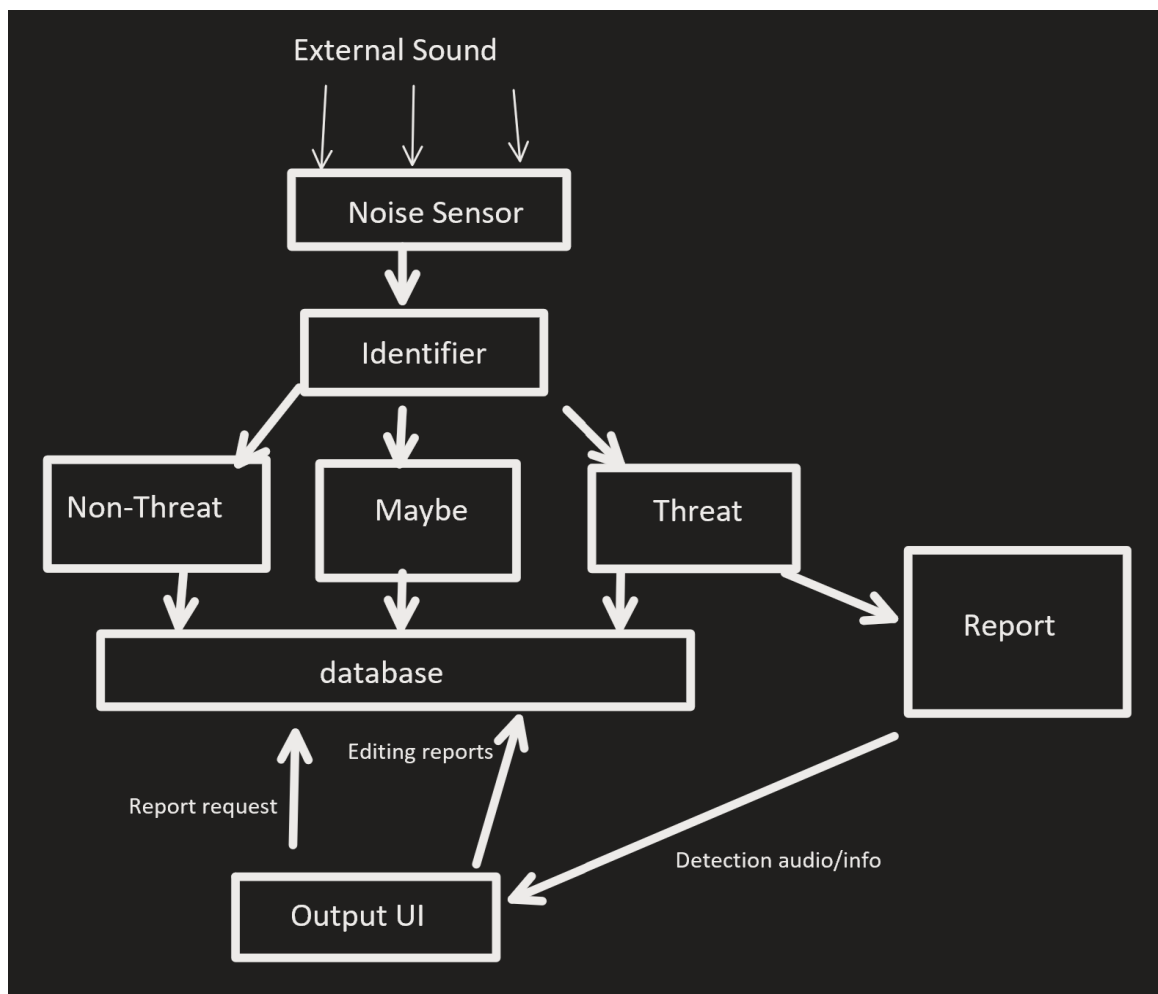 External Sound
Noise Sensor
Identifier
Non-Threat
Maybe
Threat
Report
database
Editing reports
Report request
Detection audio/info
Output UI